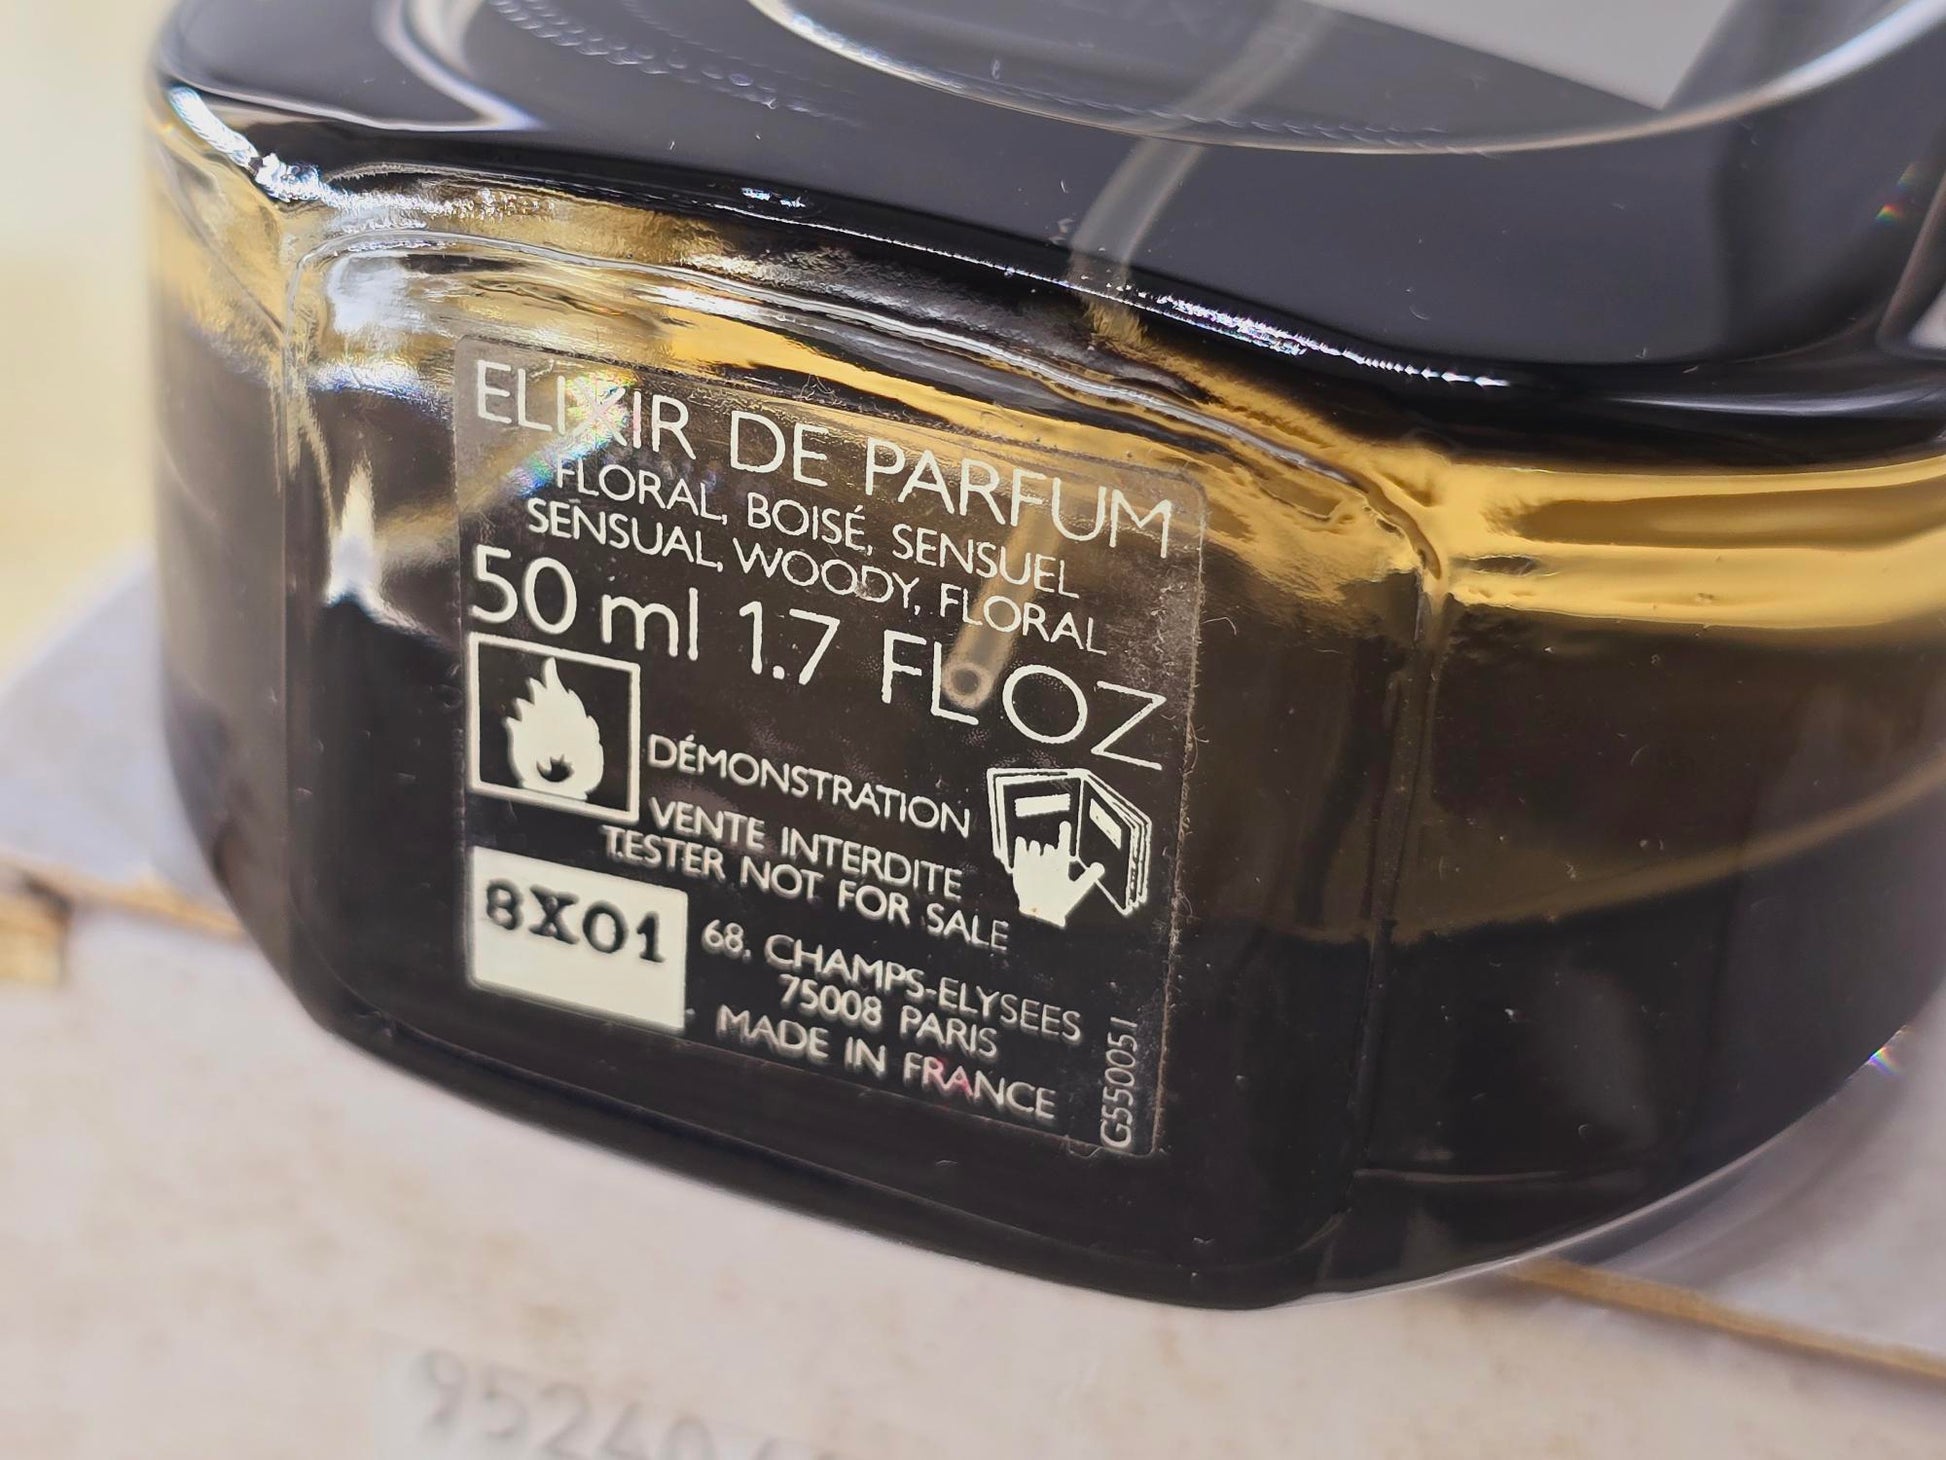 ELIXIR DE PARFUM
FLORAL, BOISÉ, SENSUEL
SENSUAL, WOODY, FLORAL
50 ml 1.7 FL OZ
DÉMONSTRATION
VENTE INTERDITE
TESTER NOT FOR SALE
8X01
68, CHAMPS-ELYSEES
75008 PARIS
MADE IN FRANCE
G550051